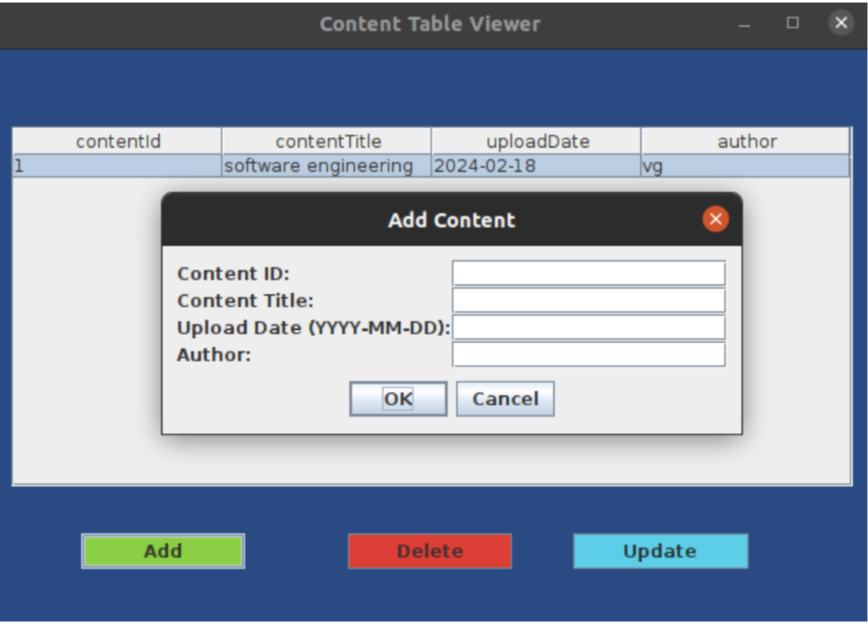 Content Table Viewer
contentId contentTitle uploadDate author
1 software engineering 2024-02-18 vg
Add Content
Content ID:
Content Title:
Upload Date (YYYY-MM-DD):
Author:
OK Cancel
Add Delete Update